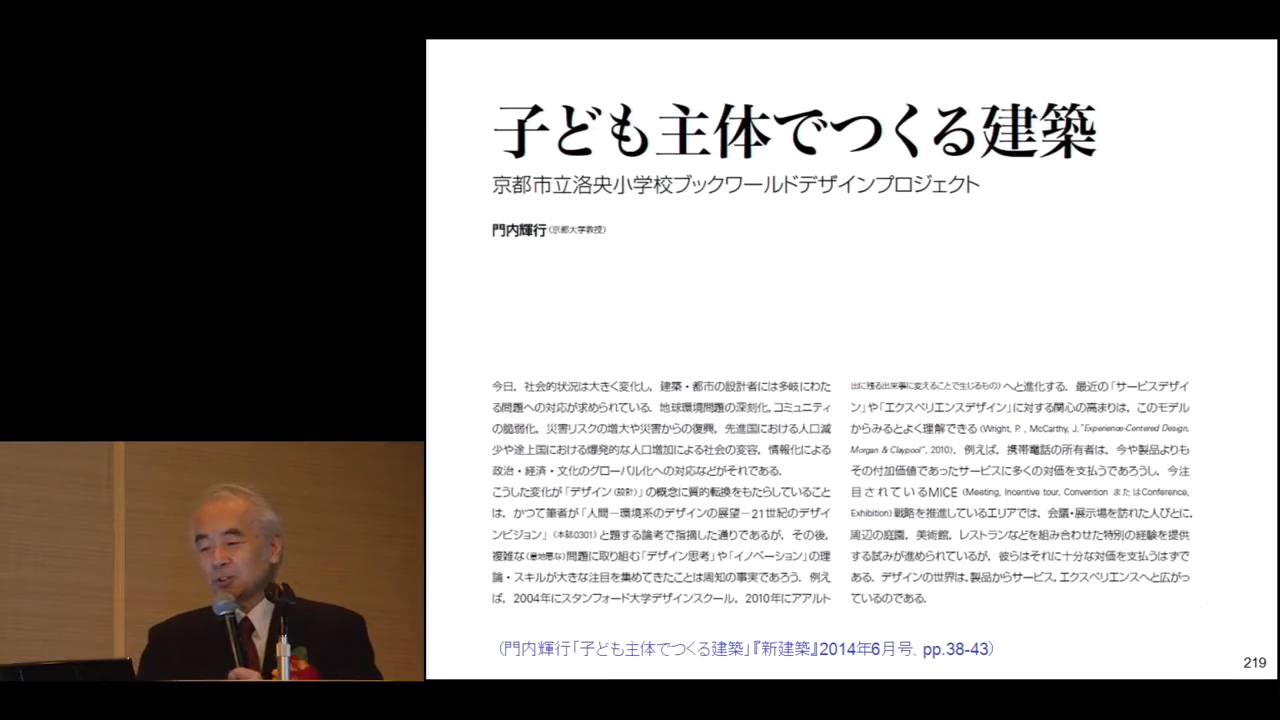 子ども主体でつくる建築
京都市立洛央小学校ブックワールドデザインプロジェクト
門内輝行(京都大学教授)
今日，社会的状況は大きく変化し，建築・都市の設計者には多岐にわた
る問題への対応が求められている．地球環境問題の深刻化，コミュニティ
の脆弱化，災害リスクの増大や災害からの復興，先進国における人口減
少や途上国における爆発的な人口増加による社会の変容，情報化による
政治・経済・文化のグローバル化への対応などがそれである．
こうした変化が「デザイン(設計)」の概念に質的転換をもたらしていること
は，かつて筆者が「人間－環境系のデザインの展望－21世紀のデザイ
ンビジョン」(本誌0301)と題する論考で指摘した通りであるが，その後，
複雑な(意地悪な)問題に取り組む「デザイン思考」や「イノベーション」の理
論・スキルが大きな注目を集めてきたことは周知の事実であろう．例え
ば，2004年にスタンフォード大学デザインスクール，2010年にアアルト
出に残る出来事に変えることで生じるもの)へと進化する．最近の「サービスデザイ
ン」や「エクスペリエンスデザイン」に対する関心の高まりは，このモデル
からみるとよく理解できる(Wright, P. , McCarthy, J."Experience-Centered Design,
Morgan & Claypool", 2010)．例えば，携帯電話の所有者は，今や製品よりも
その付加価値であったサービスに多くの対価を支払うであろうし，今注
目されているMICE (Meeting, Incentive tour, Convention またはConference,
Exhibition)戦略を推進しているエリアでは，会議・展示場を訪れた人びとに，
周辺の庭園，美術館，レストランなどを組み合わせた特別の経験を提供
する試みが進められているが，彼らはそれに十分な対価を支払うはずで
ある．デザインの世界は，製品からサービス，エクスペリエンスへと広がっ
ているのである．
（門内輝行「子ども主体でつくる建築」『新建築』2014年6月号、pp.38-43）
219